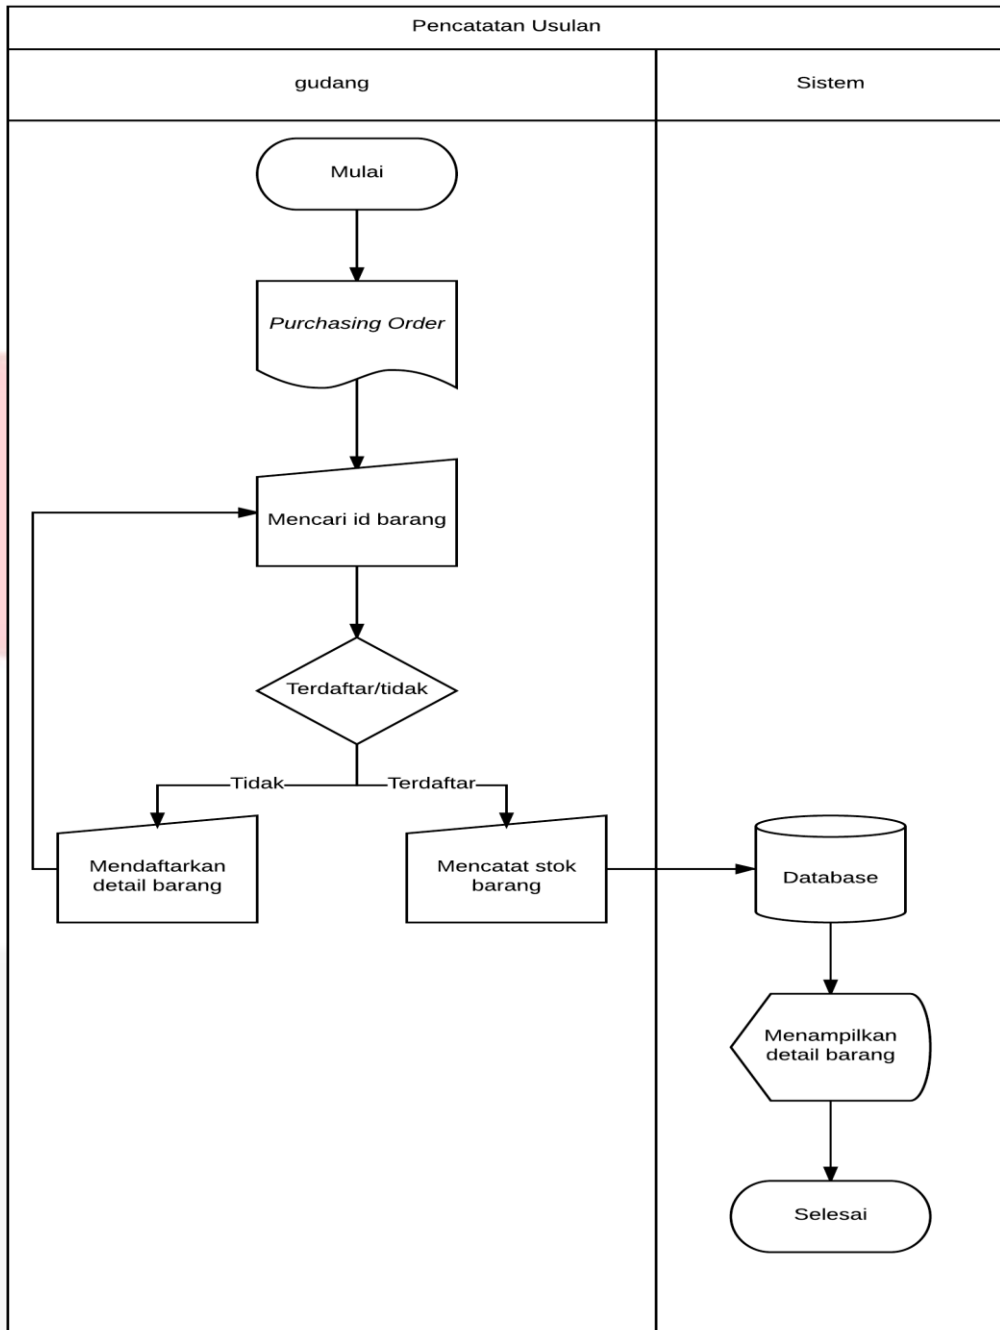 Pencatatan Usulan
gudang
Sistem
Mulai
Purchasing Order
Mencari id barang
Terdaftar/tidak
Tidak
Terdaftar
Mendaftarkan
detail barang
Mencatat stok
barang
Database
Menampilkan
detail barang
Selesai